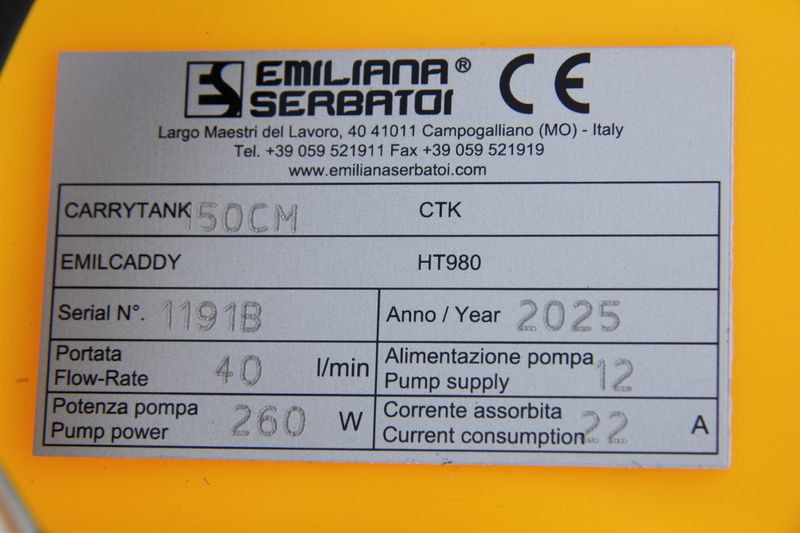 EMILIANA® CE
SERBATOI
Largo Maestri del Lavoro, 40 41011 Campogalliano (MO) - Italy
Tel. +39 059 521911 Fax +39 059 521919
www.emilianaserbatoi.com
CARRYTANK 150CM CTK
EMILCADDY HT980
Serial N°. 1191B Anno / Year 2025
Portata
Flow-Rate 40 l/min
Alimentazione pompa
Pump supply 12
Potenza pompa
Pump power 260 W
Corrente assorbita
Current consumption 22 A